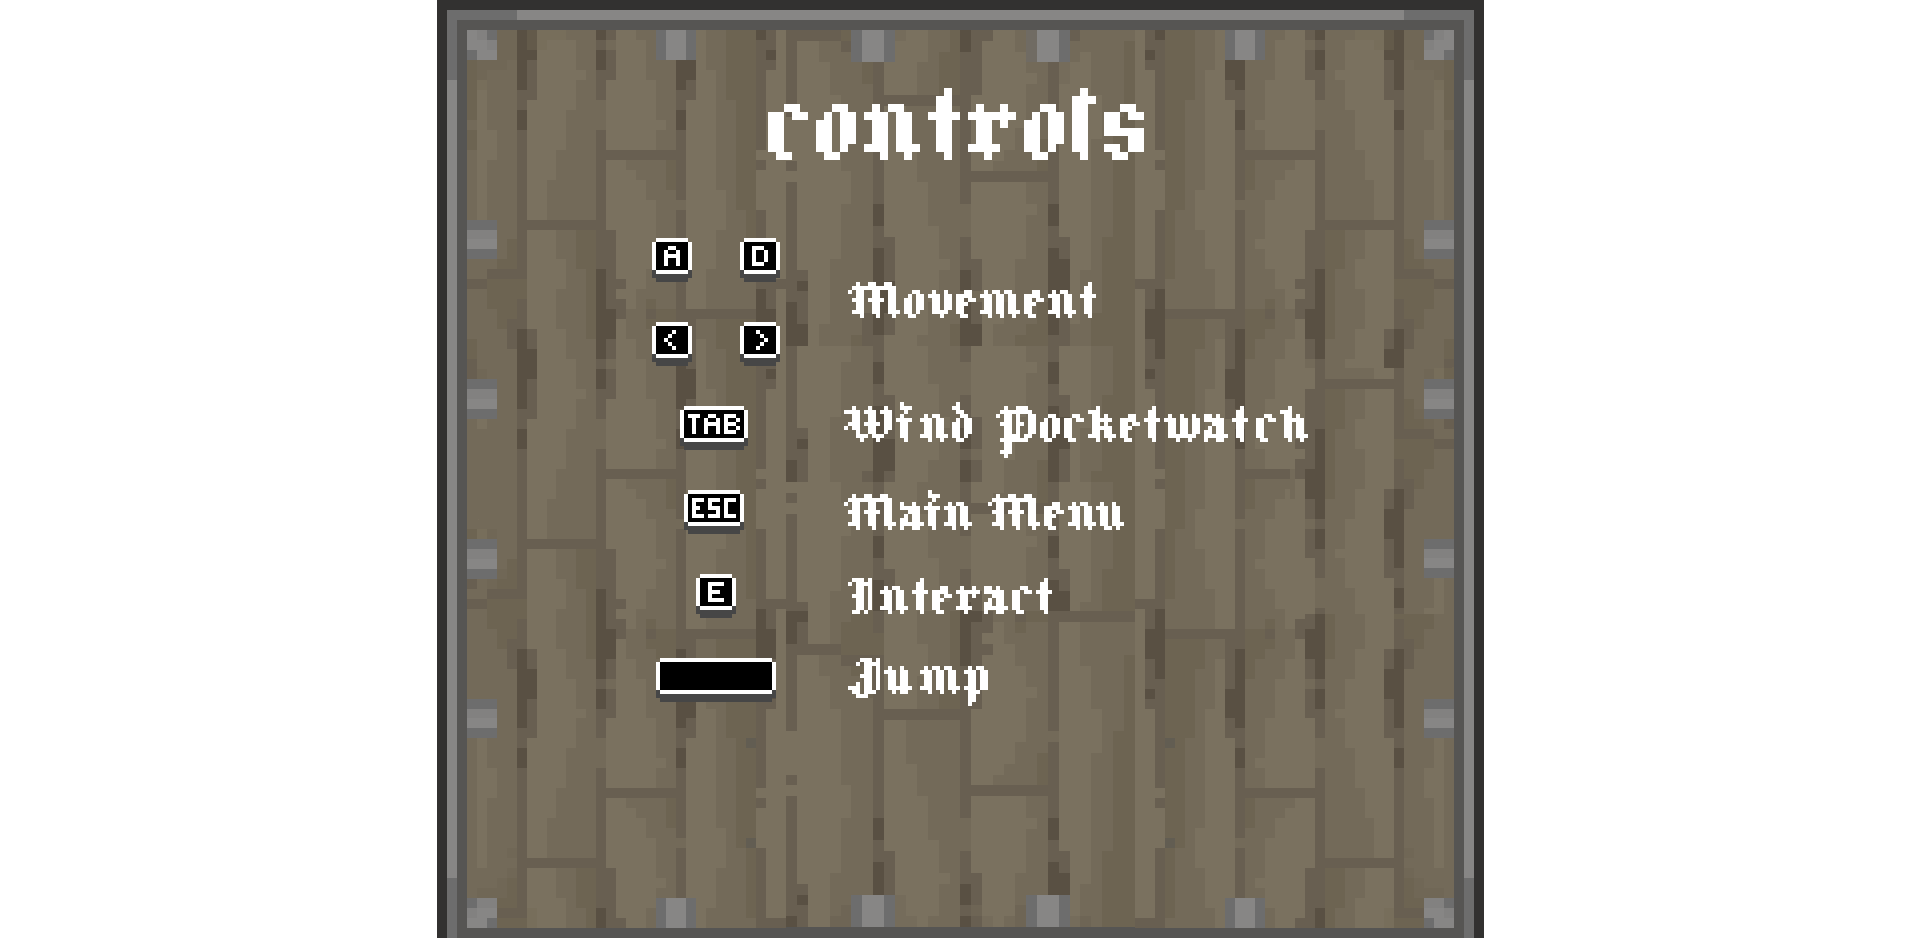 controls
A D
Movement
< >
TAB Wind Pocketwatch
ESC Main Menu
E Interact
Jump